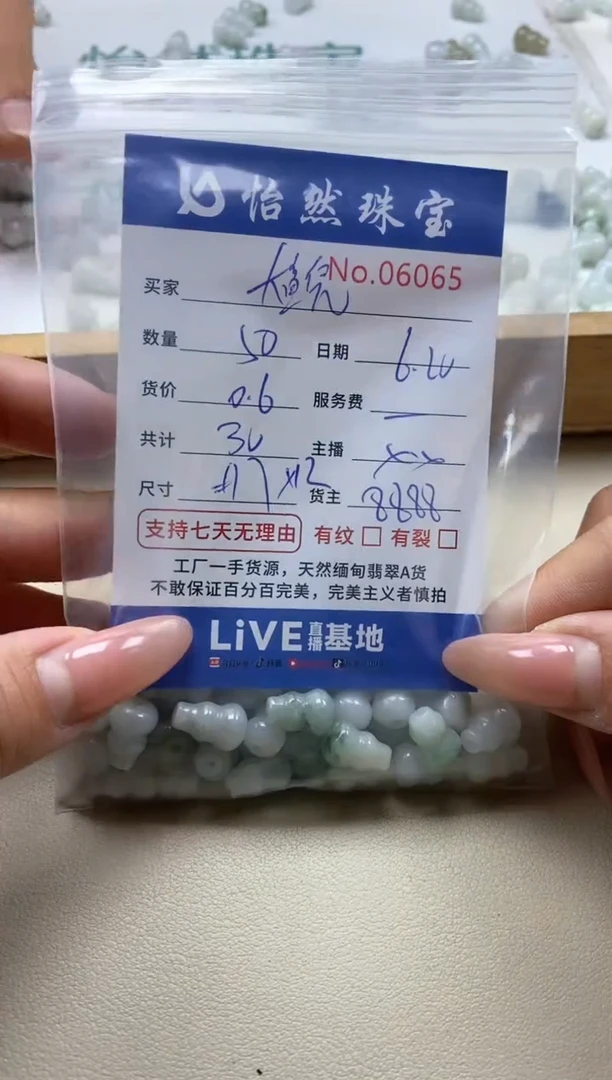 怡然珠宝
No.06065
买家
数量 50 日期 6.20
货价 0.6 服务费
共计 30 主播
尺寸 货主 8888
支持七天无理由 有纹 有裂
工厂一手货源，天然缅甸翡翠A货
不敢保证百分百完美，完美主义者慎拍
LiVE直播基地